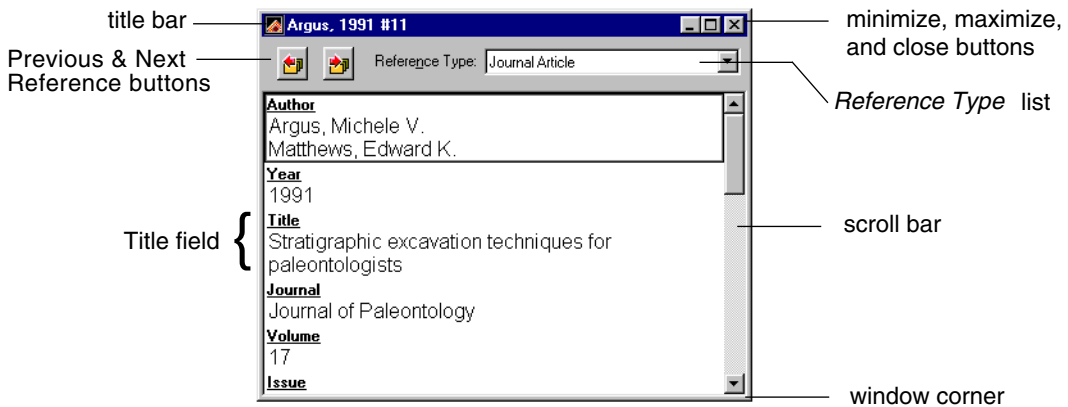 title bar
Argus, 1991 #11
minimize, maximize,
and close buttons
Previous & Next
Reference buttons
Reference Type: Journal Article
Reference Type list
Author
Argus, Michele V.
Matthews, Edward K.
Year
1991
Title field {
Title
Stratigraphic excavation techniques for
paleontologists
scroll bar
Journal
Journal of Paleontology
Volume
17
Issue
window corner